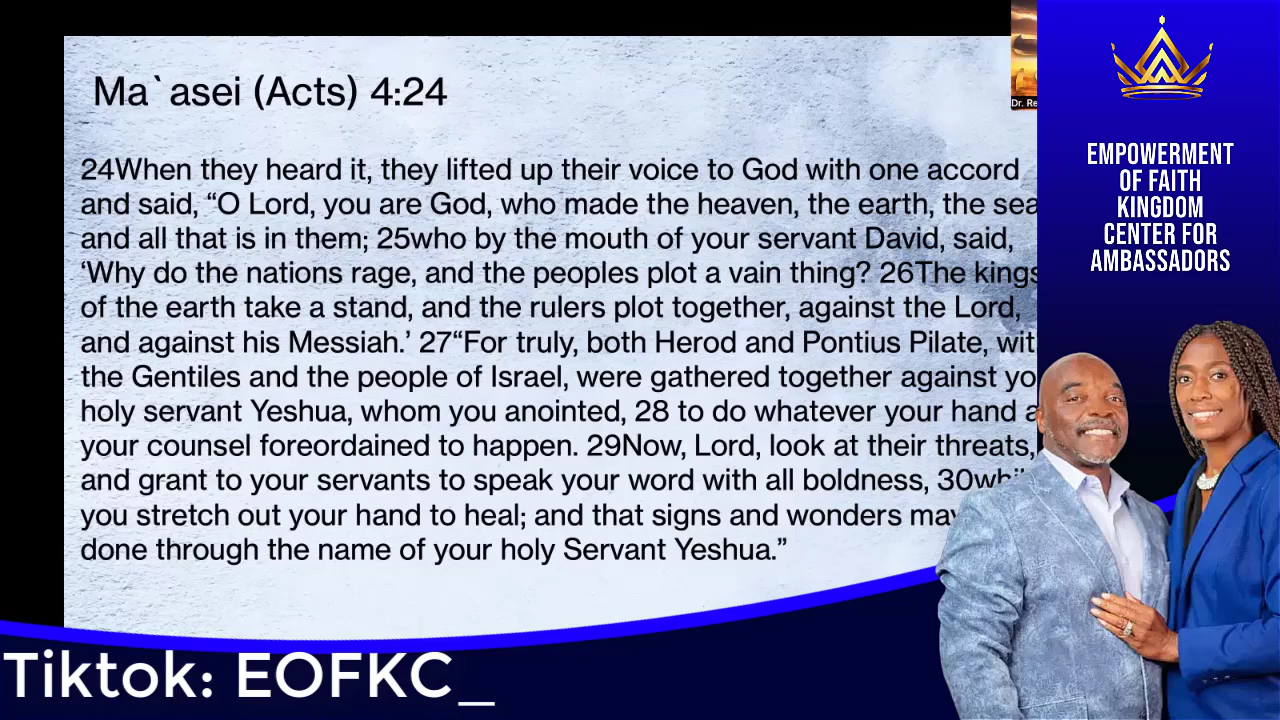 Ma`asei (Acts) 4:24
24When they heard it, they lifted up their voice to God with one accord
and said, “O Lord, you are God, who made the heaven, the earth, the sea
and all that is in them; 25who by the mouth of your servant David, said,
‘Why do the nations rage, and the peoples plot a vain thing? 26The kings
of the earth take a stand, and the rulers plot together, against the Lord,
and against his Messiah.’ 27“For truly, both Herod and Pontius Pilate,
the Gentiles and the people of Israel, were gathered together against
holy servant Yeshua, whom you anointed, 28 to do whatever your hand
your counsel foreordained to happen. 29Now, Lord, look at their threats,
and grant to your servants to speak your word with all boldness,
you stretch out your hand to heal; and that signs and wonders may
done through the name of your holy Servant Yeshua.”
Dr.
EMPOWERMENT
OF FAITH
KINGDOM
CENTER FOR
AMBASSADORS
Tiktok: EOFKC_